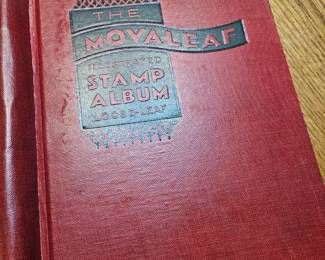 THE
MOVALEAF
ILLUSTRATED
STAMP
ALBUM
LOOSE-LEAF